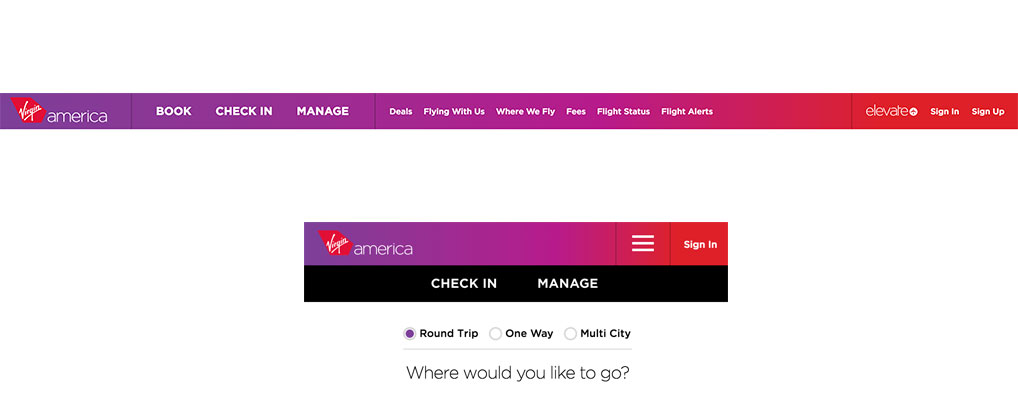 Virgin america BOOK CHECK IN MANAGE Deals Flying With Us Where We Fly Fees Flight Status Flight Alerts elevate Sign In Sign Up
Virgin america Sign In
CHECK IN MANAGE
Round Trip One Way Multi City
Where would you like to go?